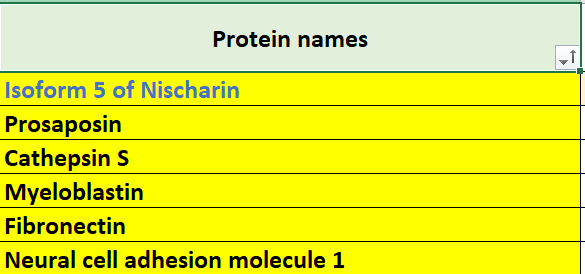 Protein names
Isoform 5 of Nischarin
Prosaposin
Cathepsin S
Myeloblastin
Fibronectin
Neural cell adhesion molecule 1